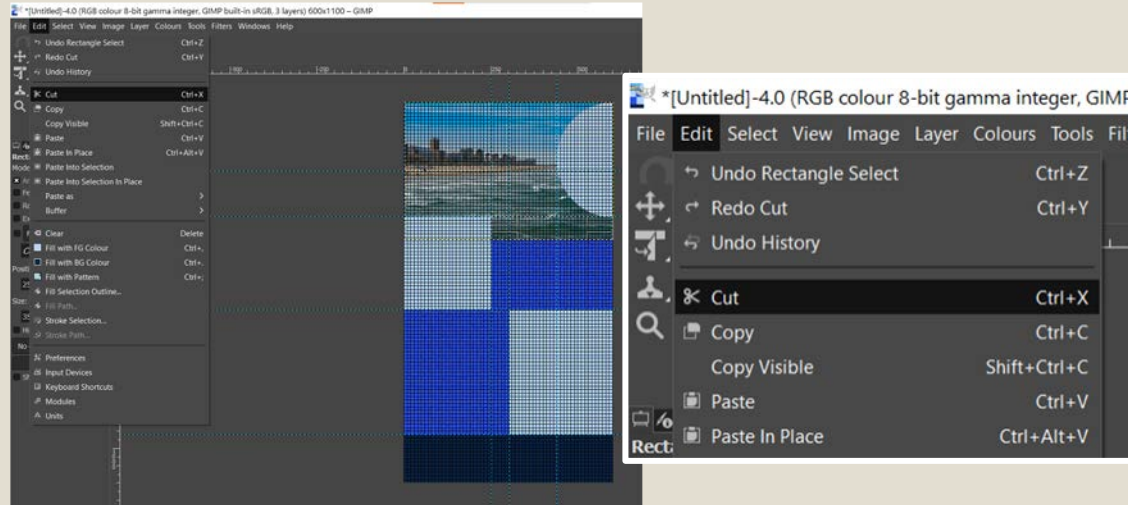 *[Untitled]-4.0 (RGB colour 8-bit gamma integer, GIMP built-in sRGB, 3 layers) 600x1100 – GIMP
File Edit Select View Image Layer Colours Tools Filters Windows Help
Undo Rectangle Select Ctrl+Z
Redo Cut Ctrl+Y
Undo History
Cut Ctrl+X
Copy Ctrl+C
Copy Visible Shift+Ctrl+C
Paste Ctrl+V
Paste In Place Ctrl+Alt+V
Paste Into Selection
Paste Into Selection In Place
Paste as
Buffer
Clear Delete
Fill with FG Colour Ctrl+,
Fill with BG Colour Ctrl+.
Fill with Pattern Ctrl+;
Fill Selection Outline...
Fill Path...
Stroke Selection...
Stroke Path...
Preferences
Input Devices
Keyboard Shortcuts
Modules
Units
*[Untitled]-4.0 (RGB colour 8-bit gamma integer, GIMP
File Edit Select View Image Layer Colours Tools Filt
Undo Rectangle Select Ctrl+Z
Redo Cut Ctrl+Y
Undo History
Cut Ctrl+X
Copy Ctrl+C
Copy Visible Shift+Ctrl+C
Paste Ctrl+V
Paste In Place Ctrl+Alt+V
Recta